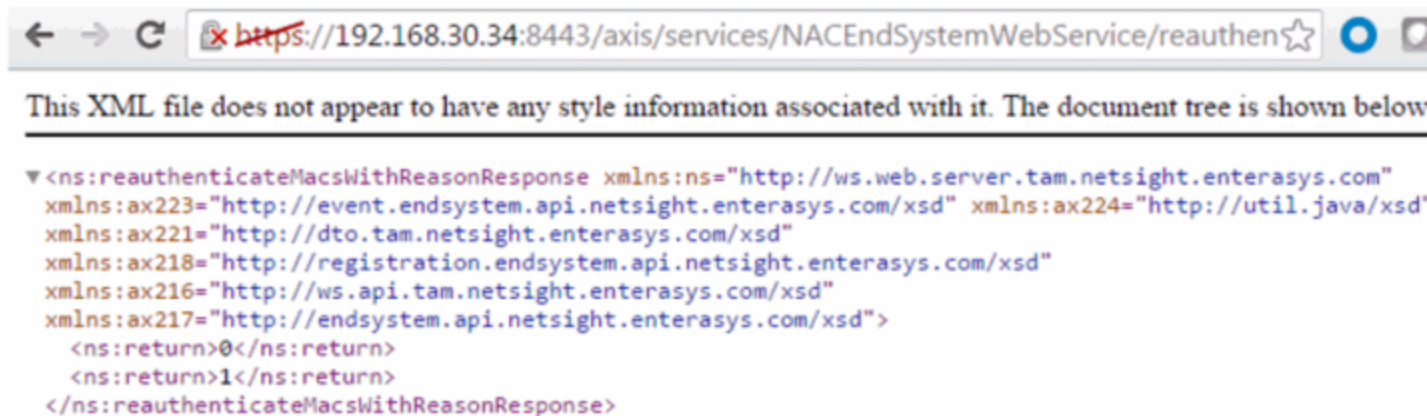 https://192.168.30.34:8443/axis/services/NACEndSystemWebService/reauthen
This XML file does not appear to have any style information associated with it. The document tree is shown below
<ns:reauthenticateMacsWithReasonResponse xmlns:ns="http://ws.web.server.tam.netsight.enterasys.com"
xmlns:ax223="http://event.endsystem.api.netsight.enterasys.com/xsd" xmlns:ax224="http://util.java/xsd"
xmlns:ax221="http://dto.tam.netsight.enterasys.com/xsd"
xmlns:ax218="http://registration.endsystem.api.netsight.enterasys.com/xsd"
xmlns:ax216="http://ws.api.tam.netsight.enterasys.com/xsd"
xmlns:ax217="http://endsystem.api.netsight.enterasys.com/xsd">
<ns:return>0</ns:return>
<ns:return>1</ns:return>
</ns:reauthenticateMacsWithReasonResponse>